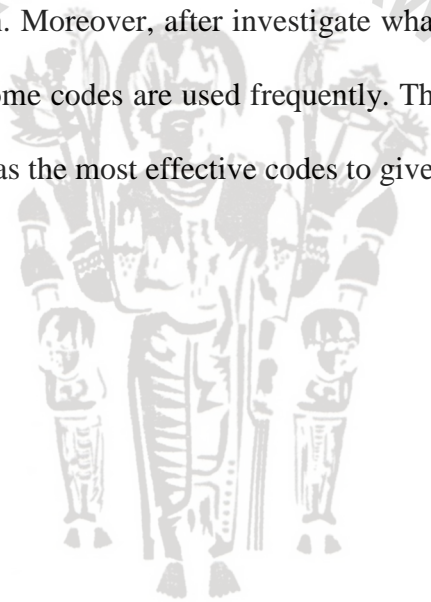 n. Moreover, after investigate wha
ome codes are used frequently. Th
as the most effective codes to give